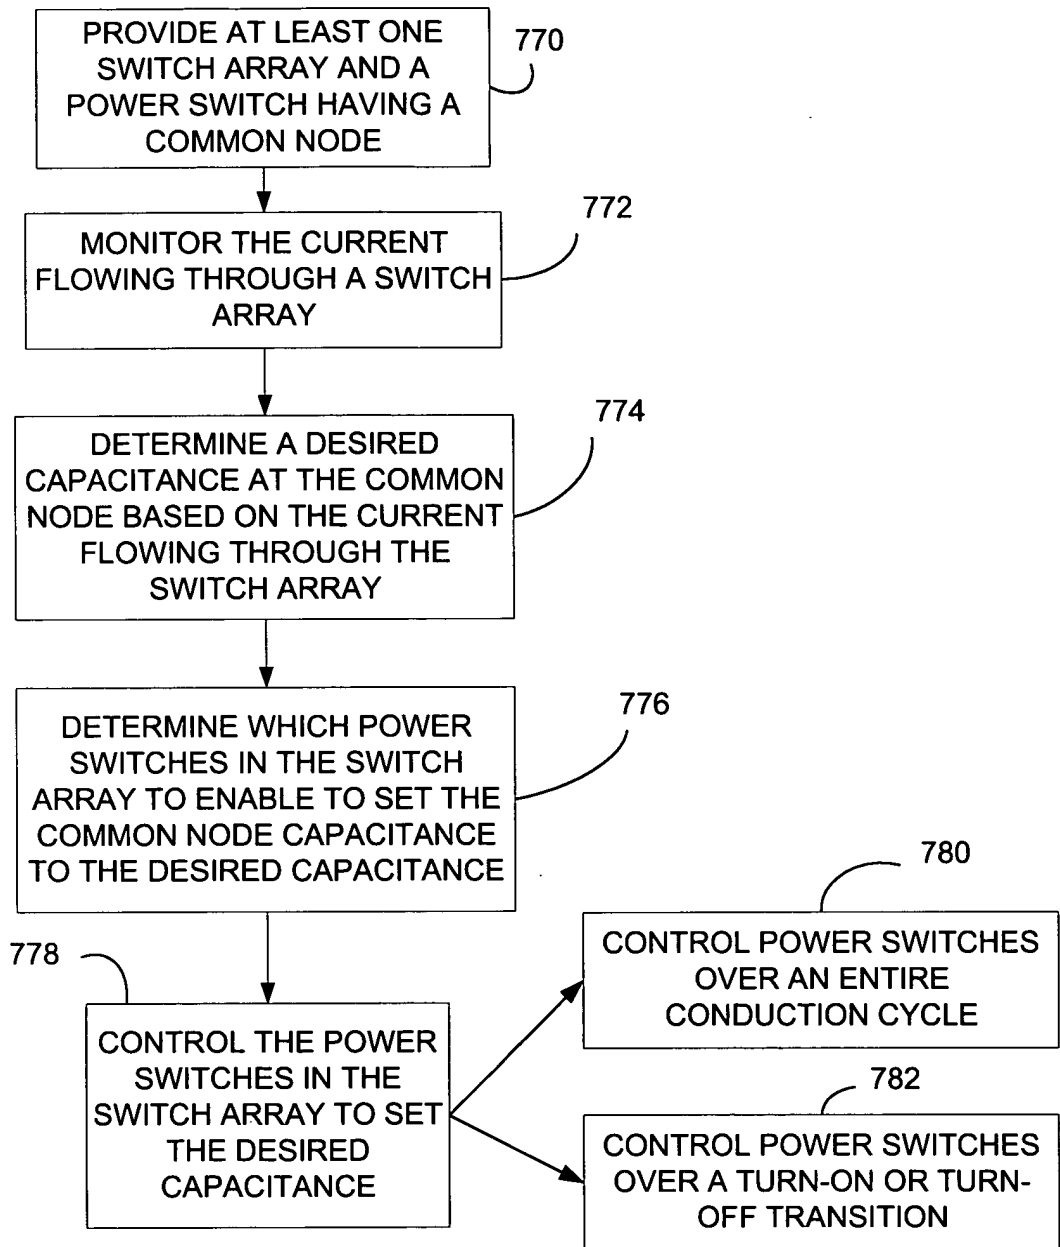 PROVIDE AT LEAST ONE
SWITCH ARRAY AND A
POWER SWITCH HAVING A
COMMON NODE
770
MONITOR THE CURRENT
FLOWING THROUGH A SWITCH
ARRAY
772
DETERMINE A DESIRED
CAPACITANCE AT THE COMMON
NODE BASED ON THE CURRENT
FLOWING THROUGH THE
SWITCH ARRAY
774
DETERMINE WHICH POWER
SWITCHES IN THE SWITCH
ARRAY TO ENABLE TO SET THE
COMMON NODE CAPACITANCE
TO THE DESIRED CAPACITANCE
776
778
CONTROL THE POWER
SWITCHES IN THE
SWITCH ARRAY TO SET
THE DESIRED
CAPACITANCE
780
CONTROL POWER SWITCHES
OVER AN ENTIRE
CONDUCTION CYCLE
782
CONTROL POWER SWITCHES
OVER A TURN-ON OR TURN-
OFF TRANSITION